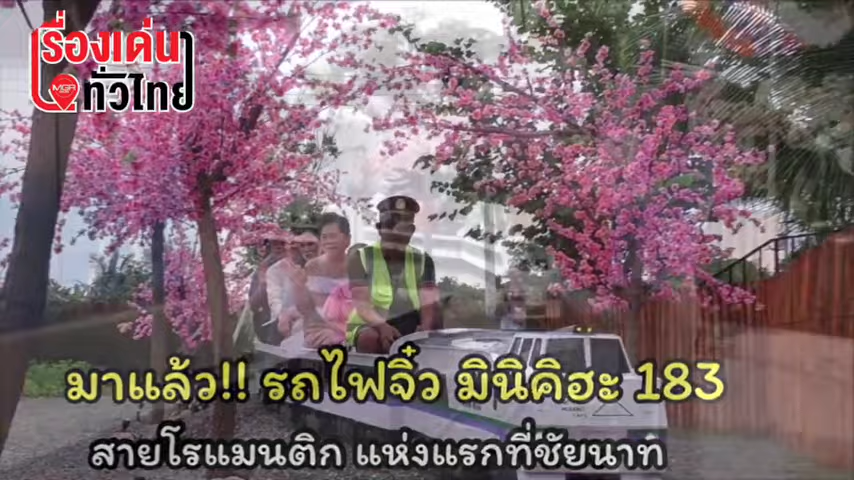 เรื่องเด่น
ทั่วไทย
MGR
มาแล้ว!! รถไฟจิ๋ว มินิคิฮะ 183
สายโรแมนติก แห่งแรกที่ชัยนาท